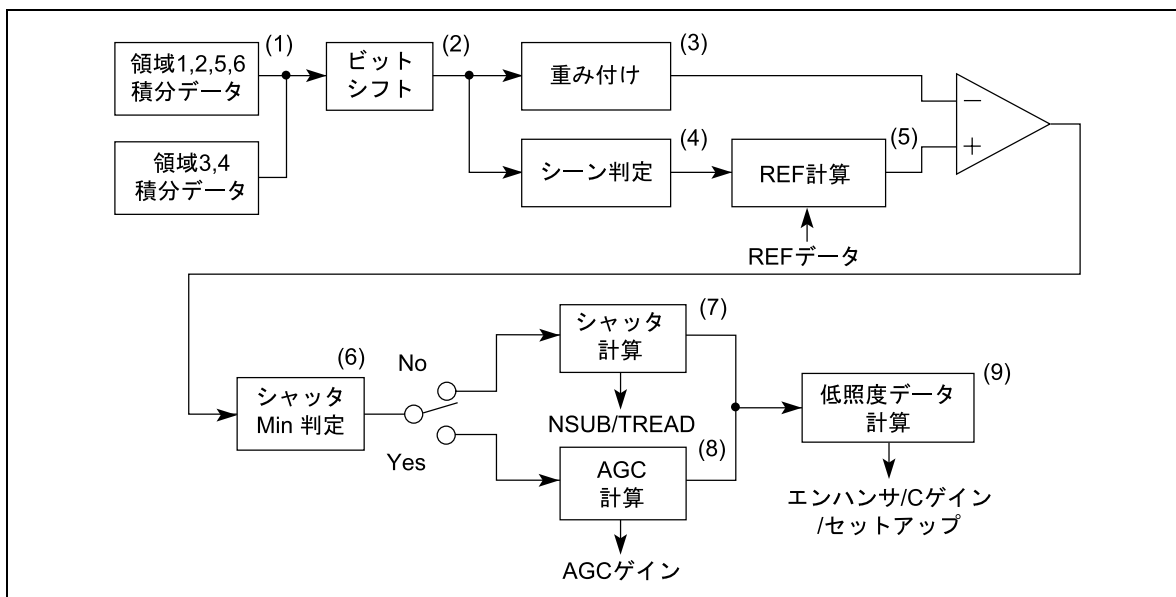 領域1,2,5,6
積分データ
(1)
ビット
シフト
(2)
重み付け
(3)
領域3,4
積分データ
シーン判定
(4)
REF計算
(5)
REFデータ
−
+
シャッタ
Min 判定
(6)
No
Yes
シャッタ
計算
(7)
NSUB/TREAD
AGC
計算
(8)
AGCゲイン
低照度データ
計算
(9)
エンハンサ/Cゲイン
/セットアップ